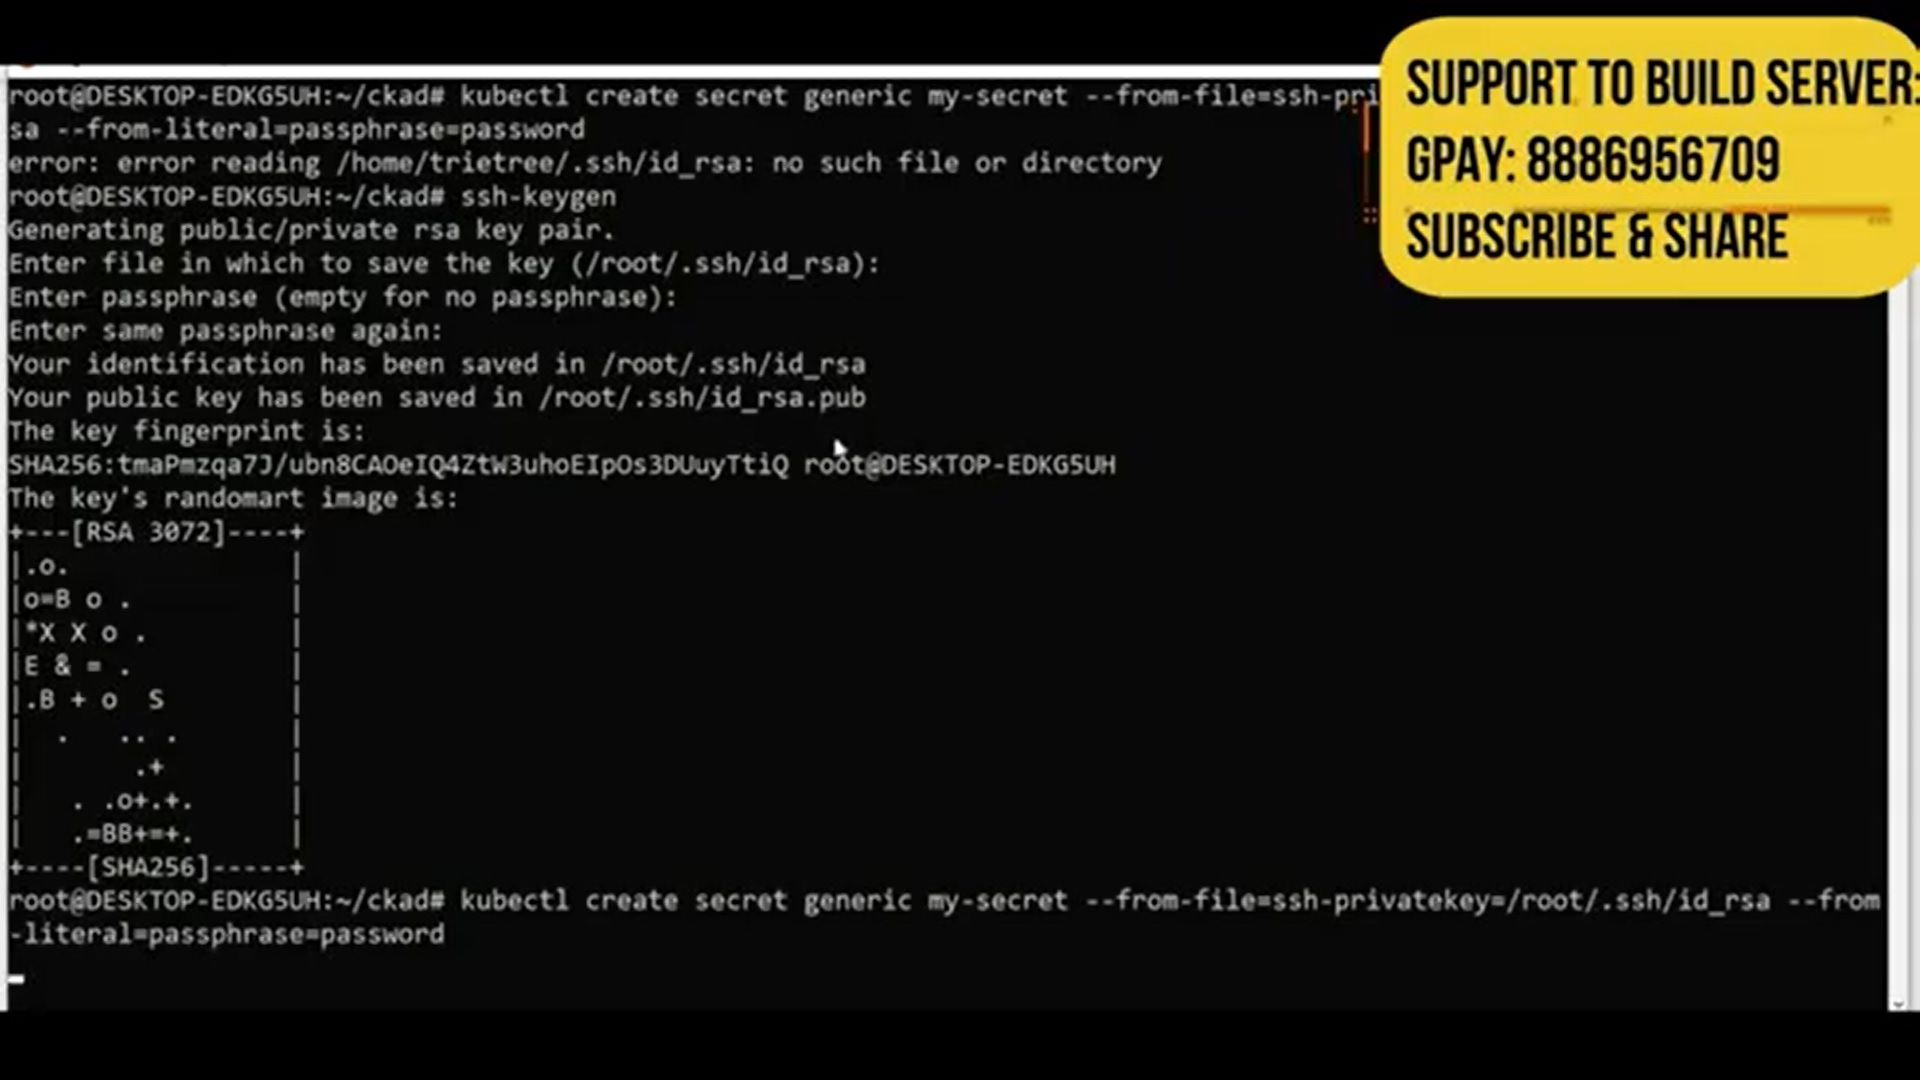 root@DESKTOP-EDKG5UH:~/ckad# kubectl create secret generic my-secret --from-file=ssh-pri
sa --from-literal=passphrase=password
error: error reading /home/trietree/.ssh/id_rsa: no such file or directory
root@DESKTOP-EDKG5UH:~/ckad# ssh-keygen
Generating public/private rsa key pair.
Enter file in which to save the key (/root/.ssh/id_rsa):
Enter passphrase (empty for no passphrase):
Enter same passphrase again:
Your identification has been saved in /root/.ssh/id_rsa
Your public key has been saved in /root/.ssh/id_rsa.pub
The key fingerprint is:
SHA256:tmaPmzqa7J/ubn8CAOeIQ4ZtW3uhoEIpOs3DUuyTtiQ root@DESKTOP-EDKG5UH
The key's randomart image is:
+---[RSA 3072]----+
|.o.              |
|o=B o .          |
|*X X o .         |
|E & = .          |
|.B + o  S        |
|  .   .. .       |
|       .+        |
|   . .o+.+.      |
|   .=BB+=+.      |
+----[SHA256]-----+
root@DESKTOP-EDKG5UH:~/ckad# kubectl create secret generic my-secret --from-file=ssh-privatekey=/root/.ssh/id_rsa --from
-literal=passphrase=password
SUPPORT TO BUILD SERVER:
GPAY: 8886956709
SUBSCRIBE & SHARE